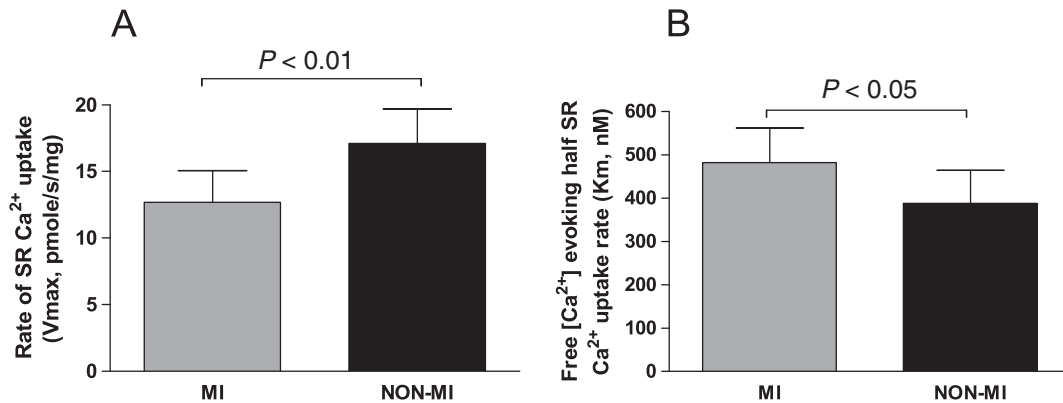 A
P < 0.01
Rate of SR Ca²⁺ uptake
(Vmax, pmole/s/mg)
20
15
10
5
0
MI NON-MI
B
P < 0.05
Free [Ca²⁺] evoking half SR
Ca²⁺ uptake rate (Km, nM)
600
500
400
300
200
100
0
MI NON-MI